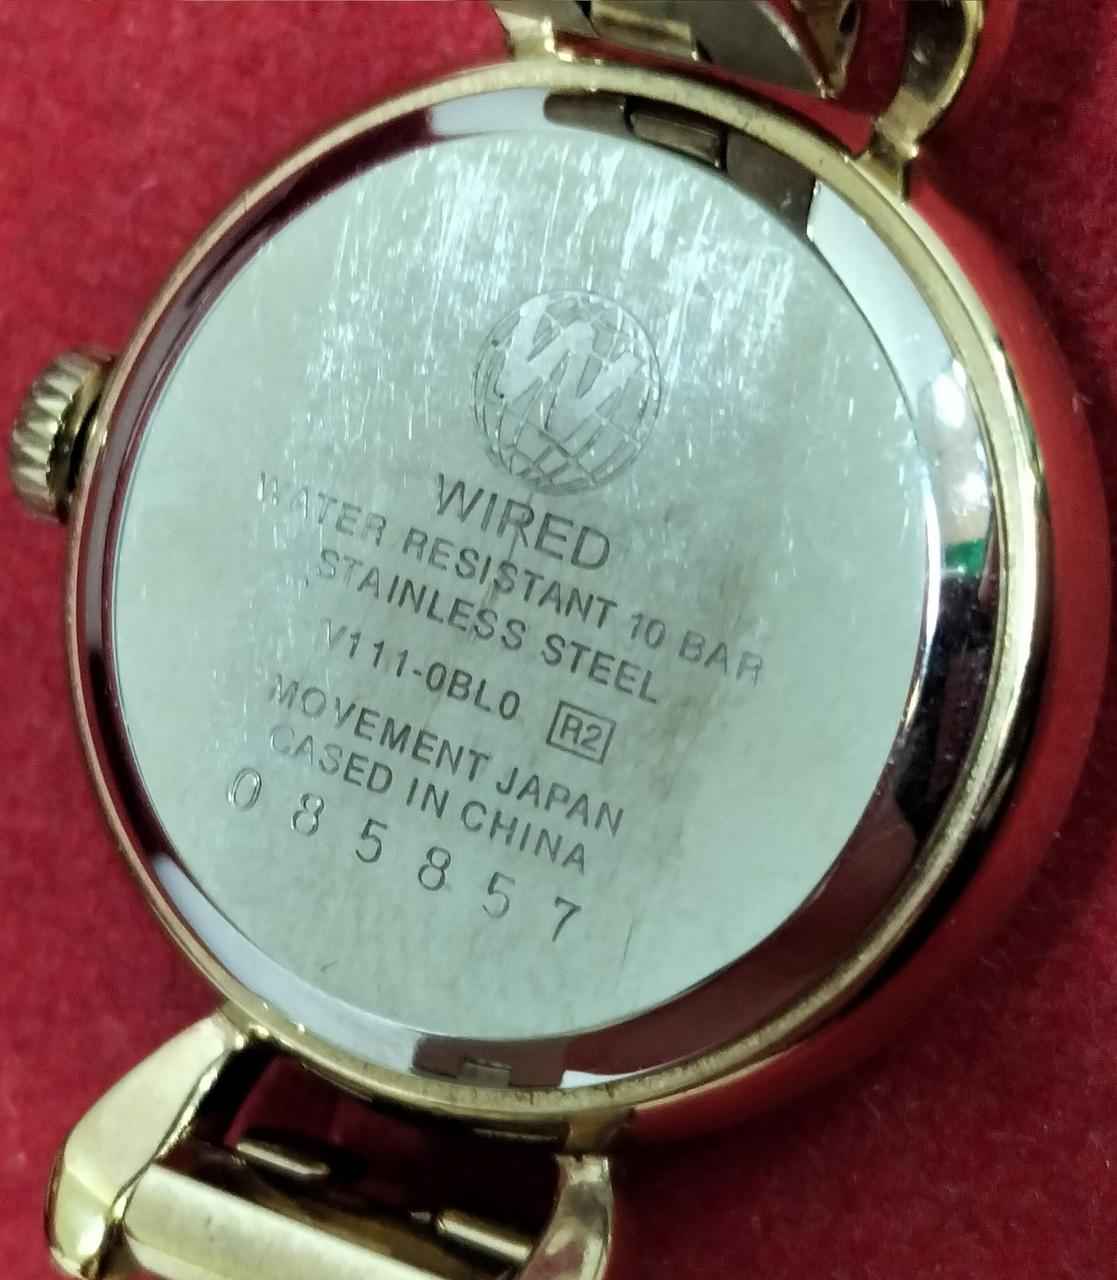 W
WIRED
WATER RESISTANT 10 BAR
STAINLESS STEEL
V111-0BL0 R2
MOVEMENT JAPAN
CASED IN CHINA
085857